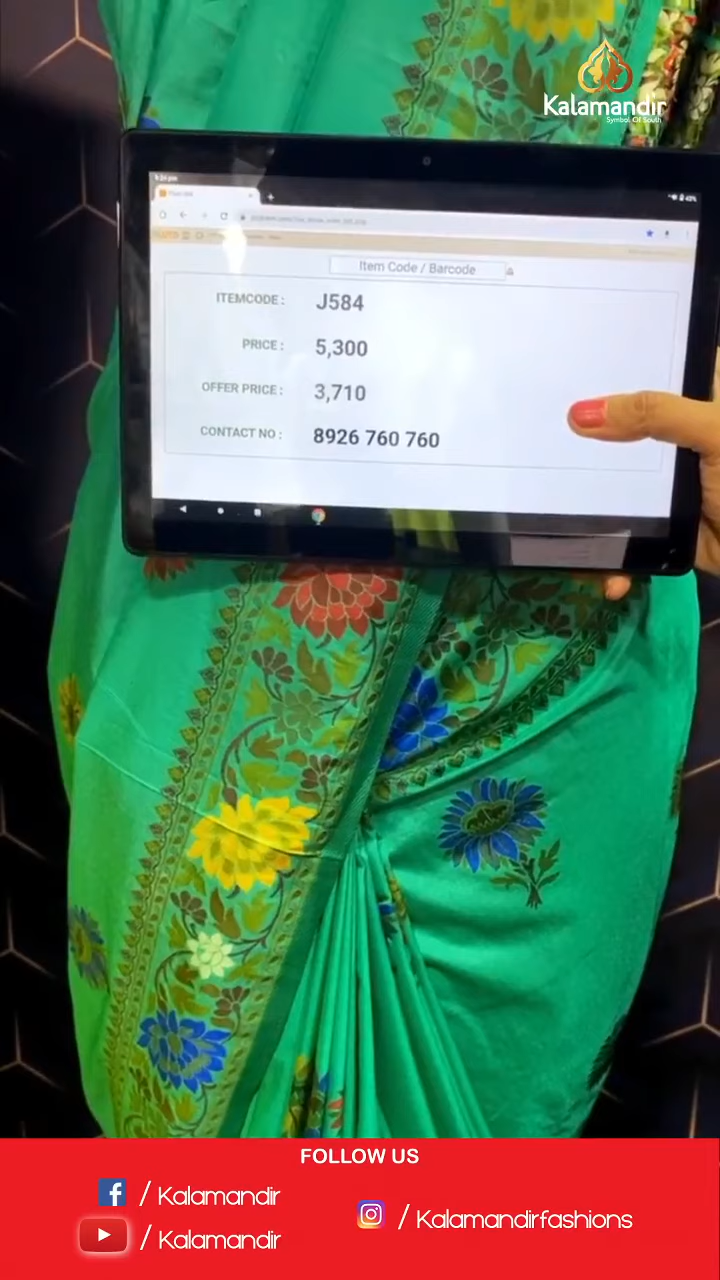 Kalamandir
Symbol Of South
Item Code / Barcode
ITEMCODE : J584
PRICE : 5,300
OFFER PRICE : 3,710
CONTACT NO : 8926 760 760
FOLLOW US
/ Kalamandir
/ Kalamandir
/ Kalamandirfashions